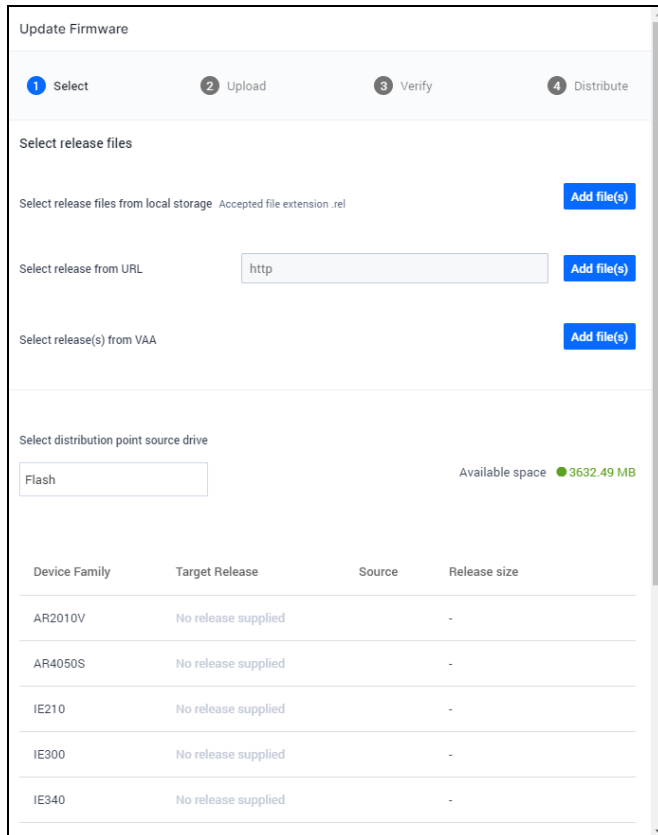 Update Firmware
1 Select 2 Upload 3 Verify 4 Distribute
Select release files
Select release files from local storage Accepted file extension .rel Add file(s)
Select release from URL http Add file(s)
Select release(s) from VAA Add file(s)
Select distribution point source drive
Flash Available space 3632.49 MB
Device Family Target Release Source Release size
AR2010V No release supplied -
AR4050S No release supplied -
IE210 No release supplied -
IE300 No release supplied -
IE340 No release supplied -